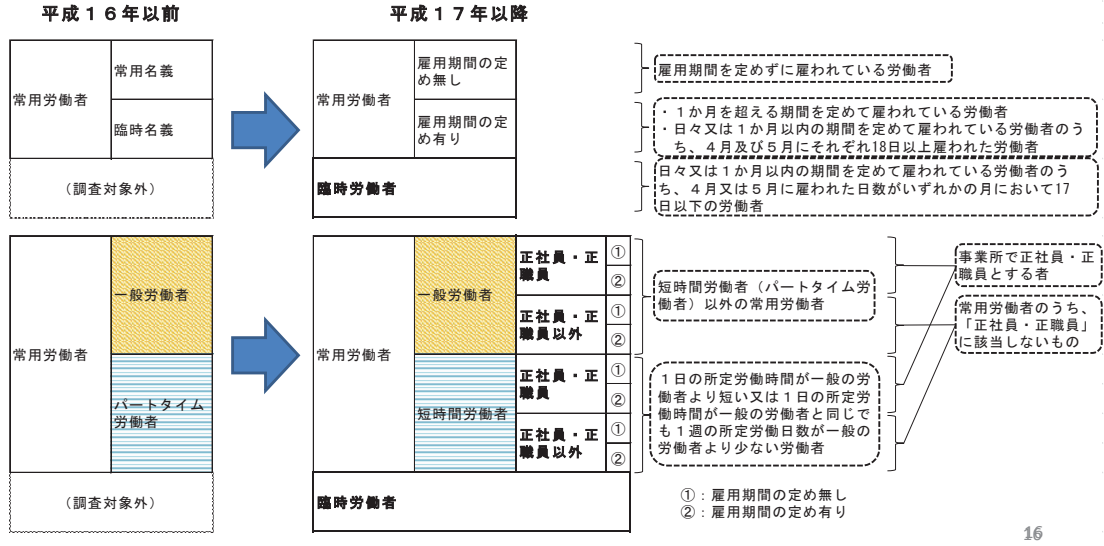 平成１６年以前
平成１７年以降
常用労働者
常用名義
臨時名義
（調査対象外）
常用労働者
雇用期間の定
め無し
雇用期間の定
め有り
臨時労働者
雇用期間を定めずに雇われている労働者
・１か月を超える期間を定めて雇われている労働者
・日々又は１か月以内の期間を定めて雇われている労働者のう
ち、４月及び５月にそれぞれ18日以上雇われた労働者
日々又は１か月以内の期間を定めて雇われている労働者のう
ち、４月又は５月に雇われた日数がいずれかの月において17
日以下の労働者
常用労働者
一般労働者
パートタイム
労働者
（調査対象外）
常用労働者
一般労働者
短時間労働者
正社員・正
職員
①
②
正社員・正
職員以外
①
②
正社員・正
職員
①
②
正社員・正
職員以外
①
②
臨時労働者
短時間労働者（パートタイム労
働者）以外の常用労働者
１日の所定労働時間が一般の労
働者より短い又は１日の所定労
働時間が一般の労働者と同じで
も１週の所定労働日数が一般の
労働者より少ない労働者
事業所で正社員・正
職員とする者
常用労働者のうち、
「正社員・正職員」
に該当しないもの
①：雇用期間の定め無し
②：雇用期間の定め有り
16